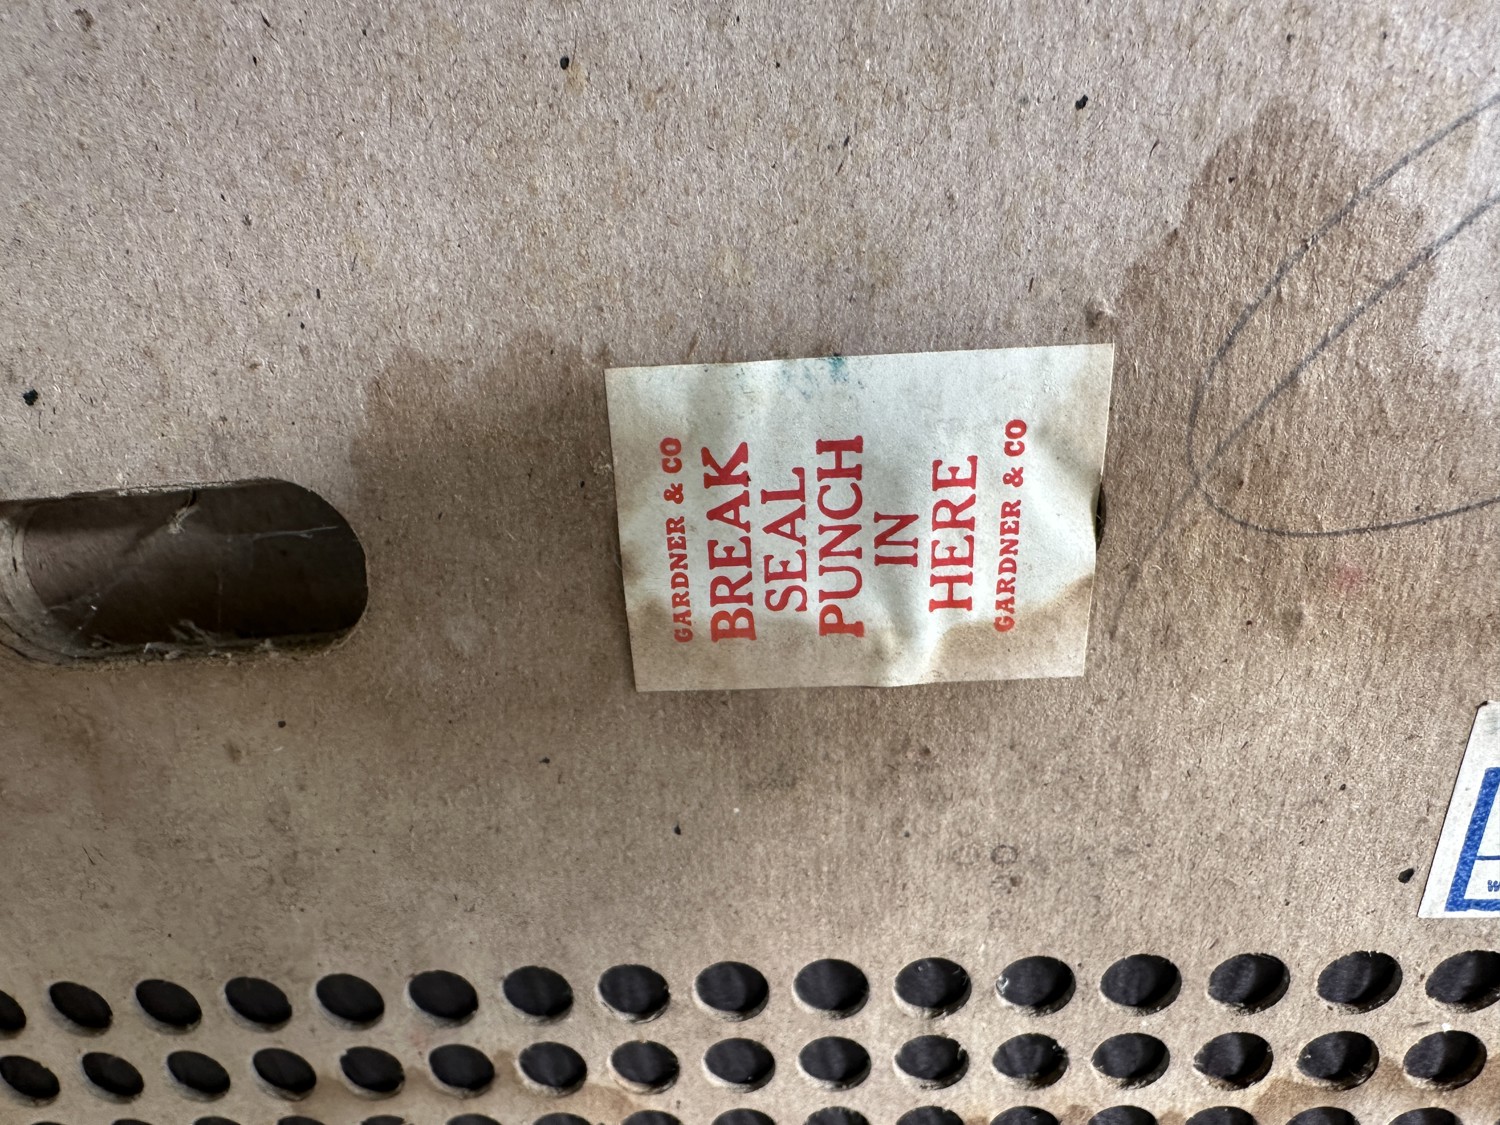 GARDNER & CO
BREAK
SEAL
PUNCH
IN
HERE
GARDNER & CO